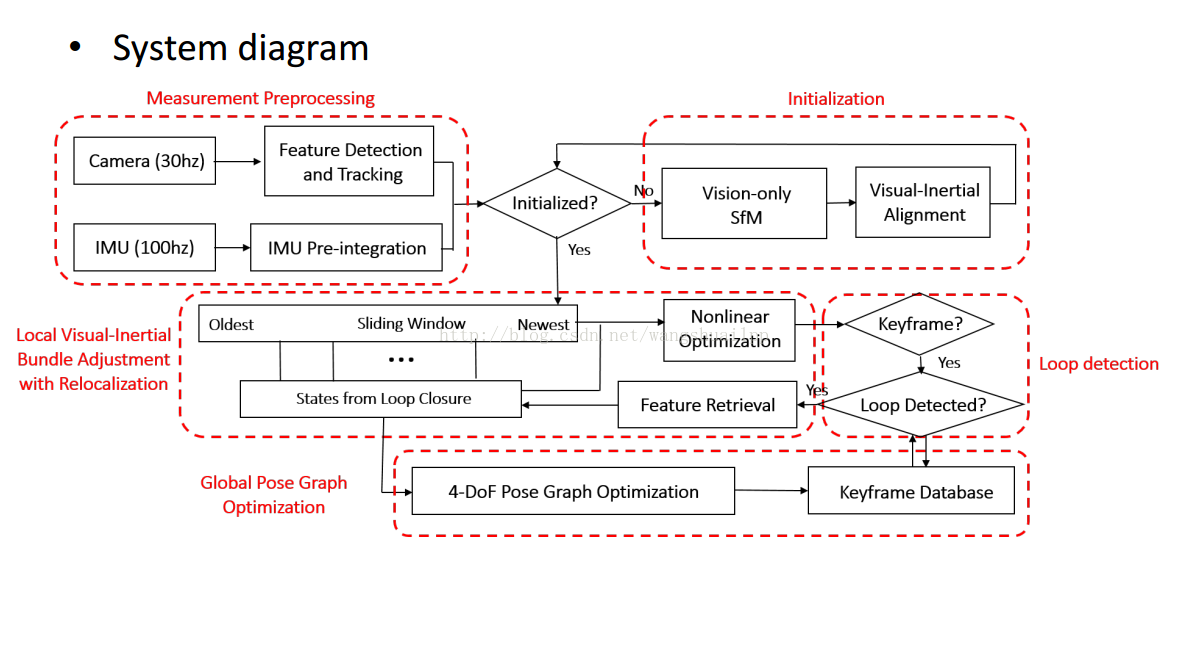 • System diagram
Measurement Preprocessing
Initialization
Camera (30hz)
Feature Detection
and Tracking
IMU (100hz)
IMU Pre-integration
Initialized?
No
Yes
Vision-only
SfM
Visual-Inertial
Alignment
Local Visual-Inertial
Bundle Adjustment
with Relocalization
Oldest
Sliding Window
Newest
...
States from Loop Closure
Nonlinear
Optimization
Feature Retrieval
http://blog.csdn.net/wangshuailpp
Keyframe?
Yes
Loop Detected?
Yes
Loop detection
Global Pose Graph
Optimization
4-DoF Pose Graph Optimization
Keyframe Database